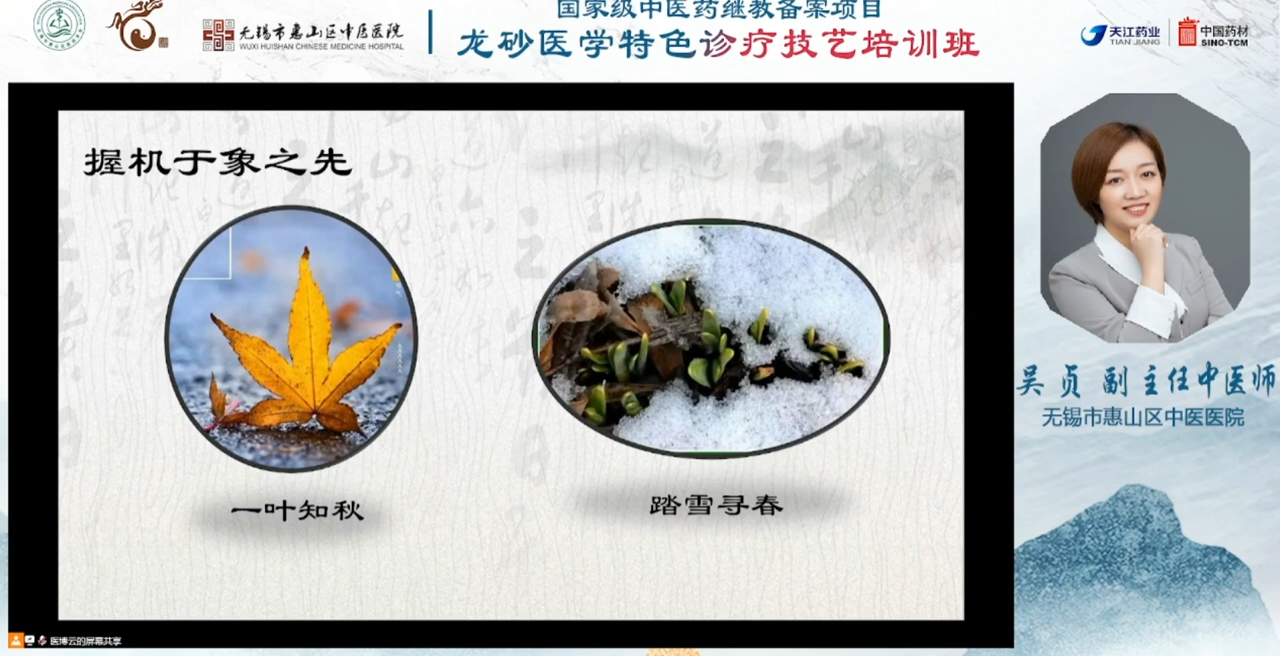 国家级中医药继教备案项目
龙砂医学特色诊疗技艺培训班
无锡市惠山区中医医院
WUXI HUISHAN CHINESE MEDICINE HOSPITAL
天江药业
TIAN JIANG
中国药材
SINO-TCM
握机于象之先
一叶知秋
踏雪寻春
吴贞 副主任中医师
无锡市惠山区中医医院
医博云的屏幕共享